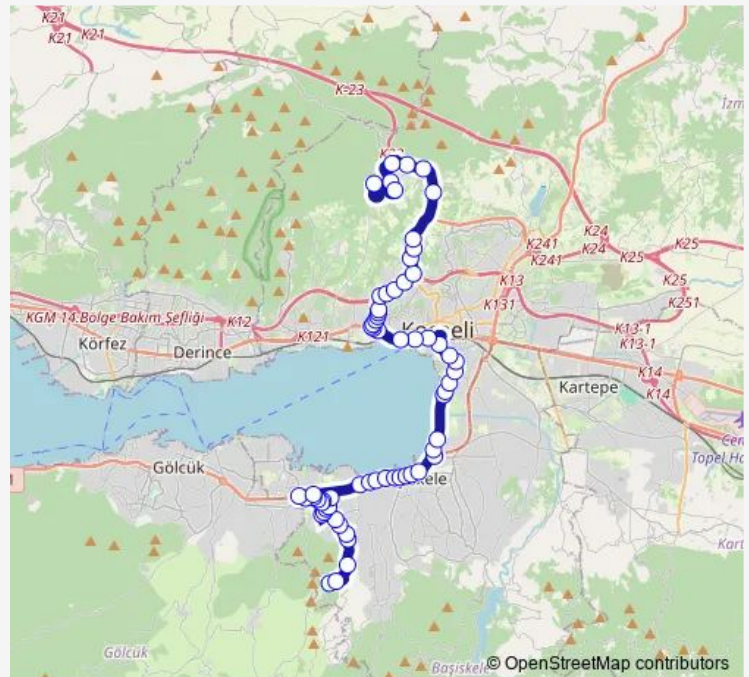 K21
K21
K21
K-23
İzm
K23
K241
K241
K24
K24
K25
K25
K25
K251
K13
K131
KGM 14.Bölge Bakım Şefliği
K12
K121
Körfez
Derince
K13-1
K13-1
K14
K14
Kartepe
Cen
Topel Ha
Gölcük
Kart
Gölcük
Başiskele
© OpenStreetMap contributors